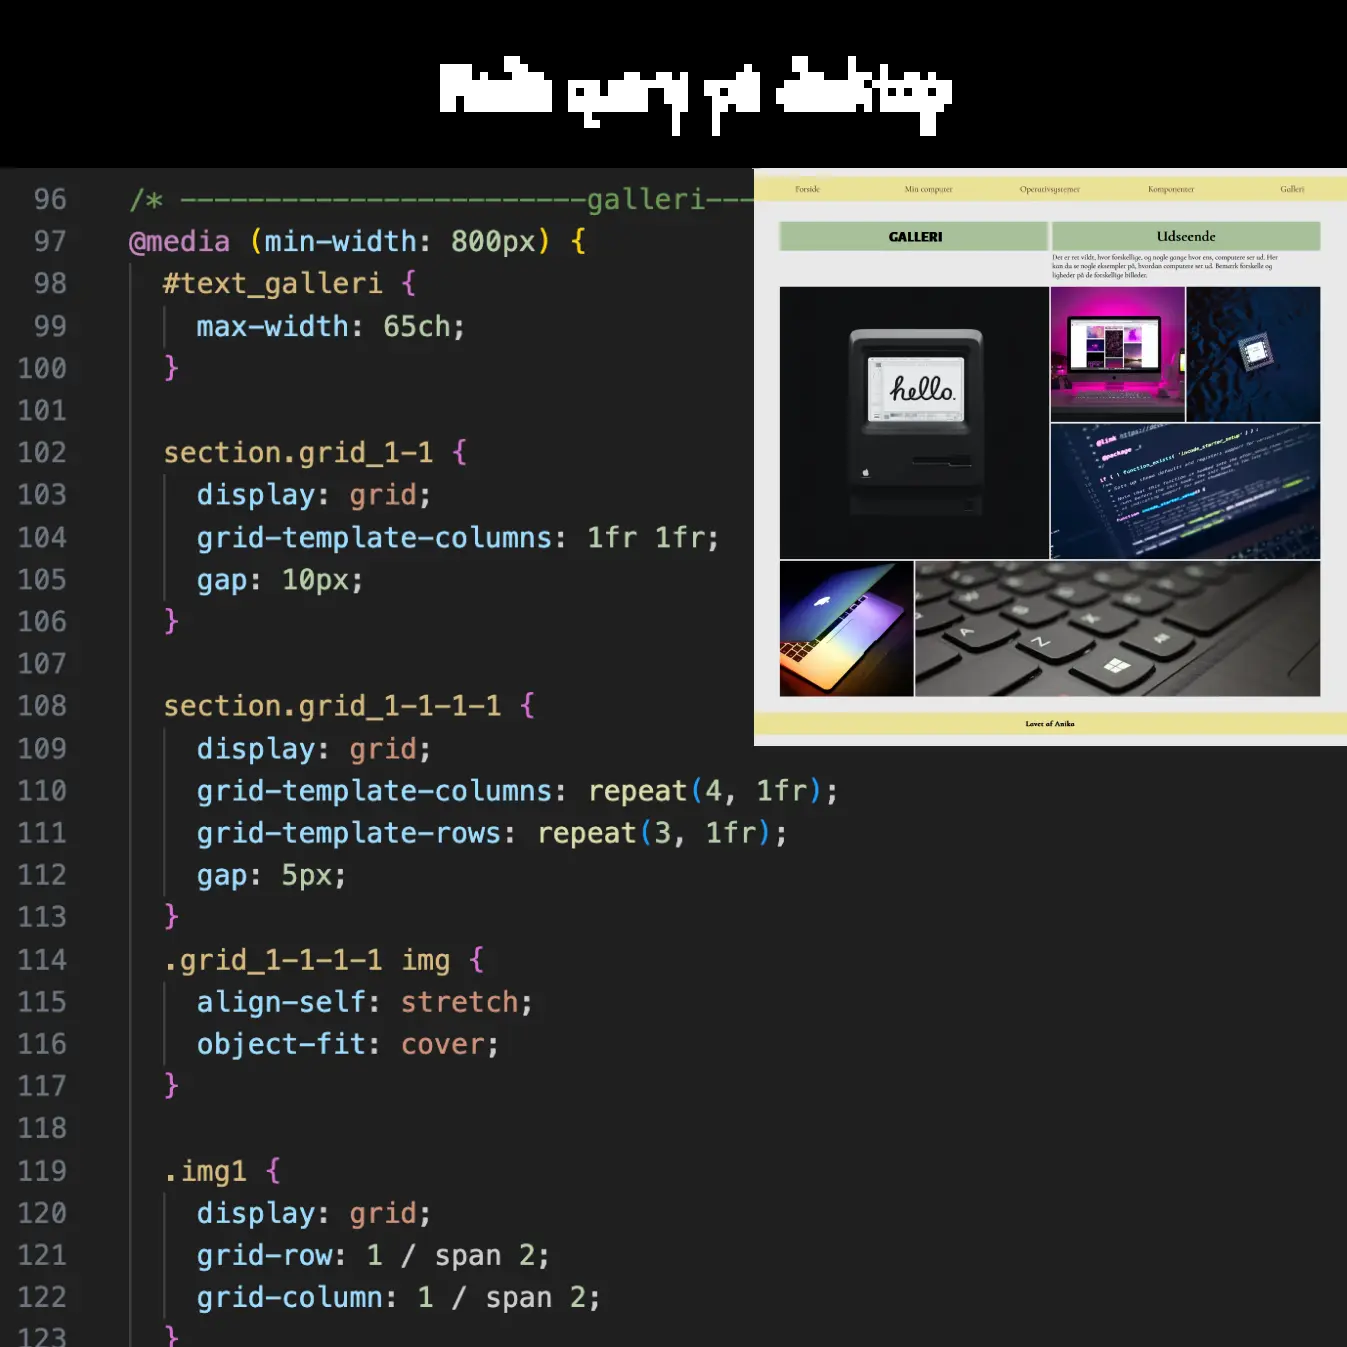 Media query på desktop
96 /* ------------------------galleri---
97 @media (min-width: 800px) {
98 #text_galleri {
99 max-width: 65ch;
100 }
101
102 section.grid_1-1 {
103 display: grid;
104 grid-template-columns: 1fr 1fr;
105 gap: 10px;
106 }
107
108 section.grid_1-1-1-1 {
109 display: grid;
110 grid-template-columns: repeat(4, 1fr);
111 grid-template-rows: repeat(3, 1fr);
112 gap: 5px;
113 }
114 .grid_1-1-1-1 img {
115 align-self: stretch;
116 object-fit: cover;
117 }
118
119 .img1 {
120 display: grid;
121 grid-row: 1 / span 2;
122 grid-column: 1 / span 2;
123 }
Forside Min computer Operativsystemer Komponenter Galleri
GALLERI Udseende
Det er ret vildt, hvor forskellige, og nogle gange hvor ens, computere ser ud. Her
kan du se nogle eksempler på, hvordan computere ser ud. Bemærk forskelle og
ligheder på de forskellige billeder.
hello.
@link
@package
if ( ! function_exists( '
A Z X Alt
Lavet af Aniko